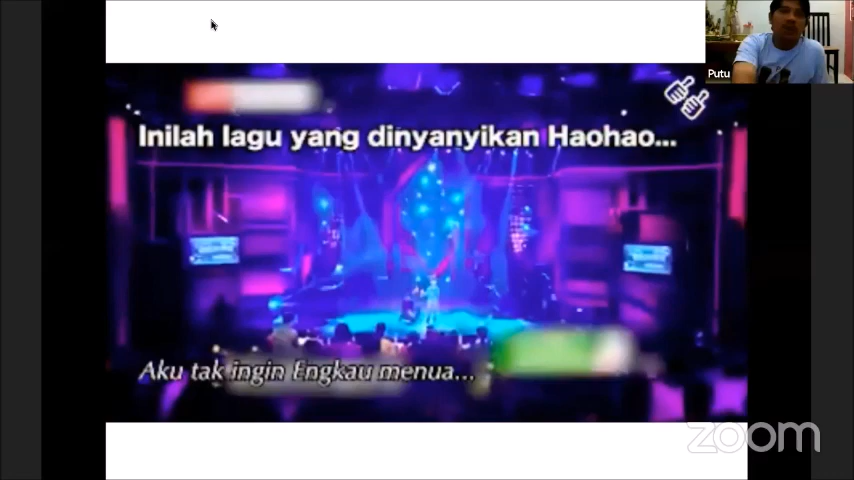 Putu
Inilah lagu yang dinyanyikan Haohao...
Aku tak ingin Engkau menua...
zoom